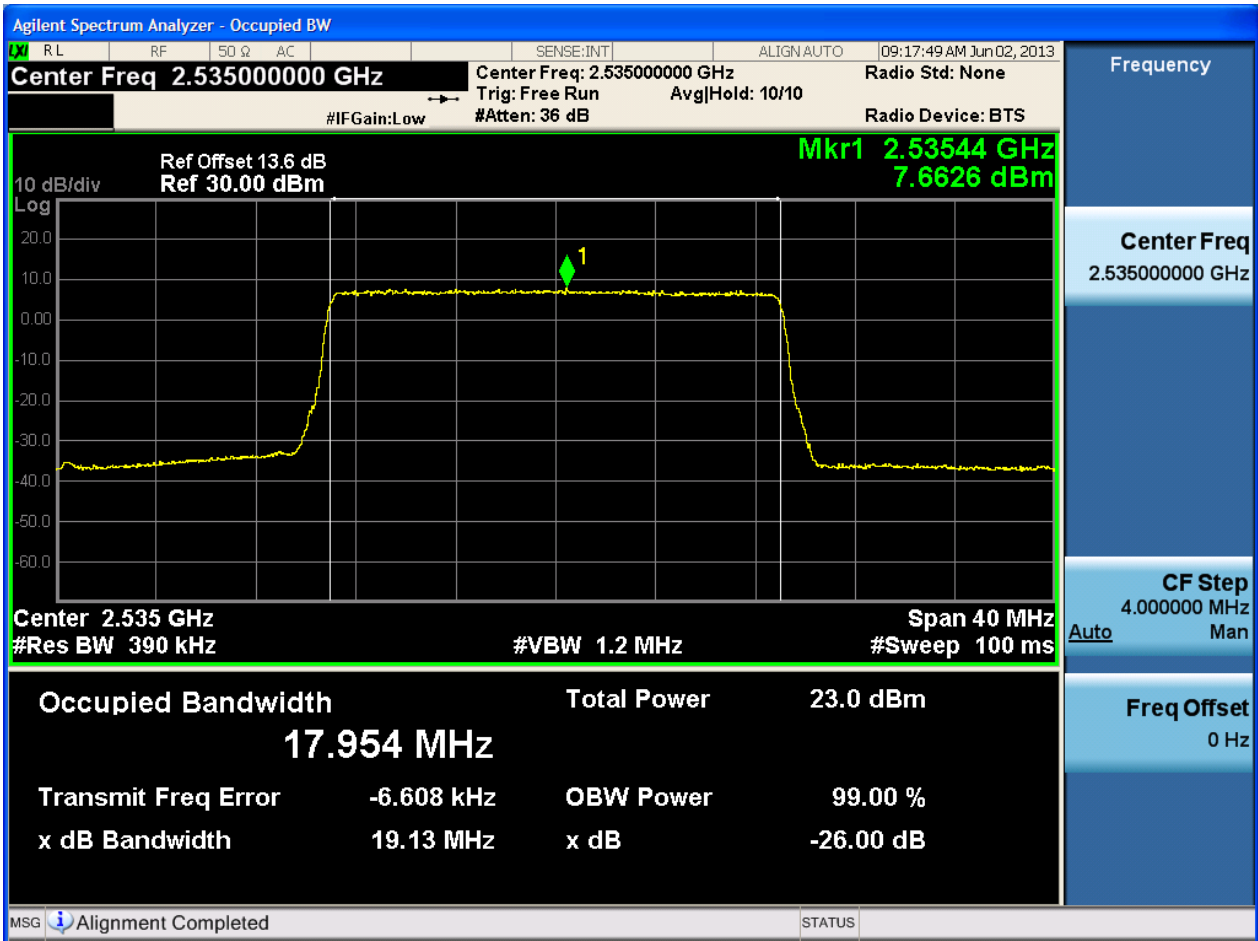 Agilent Spectrum Analyzer - Occupied BW
LXI RL RF 50 Ω AC SENSE:INT ALIGN AUTO 09:17:49 AM Jun 02, 2013
Center Freq 2.535000000 GHz
Center Freq: 2.535000000 GHz
Radio Std: None
Trig: Free Run
Avg|Hold: 10/10
#IFGain:Low
#Atten: 36 dB
Radio Device: BTS
Mkr1 2.53544 GHz
7.6626 dBm
Ref Offset 13.6 dB
10 dB/div
Ref 30.00 dBm
Log
20.0
1
10.0
0.00
-10.0
-20.0
-30.0
-40.0
-50.0
-60.0
Center 2.535 GHz
Span 40 MHz
#Res BW 390 kHz
#VBW 1.2 MHz
#Sweep 100 ms
Occupied Bandwidth
Total Power
23.0 dBm
17.954 MHz
Transmit Freq Error
-6.608 kHz
OBW Power
99.00 %
x dB Bandwidth
19.13 MHz
x dB
-26.00 dB
MSG
Alignment Completed
STATUS
Frequency
Center Freq
2.535000000 GHz
CF Step
4.000000 MHz
Auto
Man
Freq Offset
0 Hz